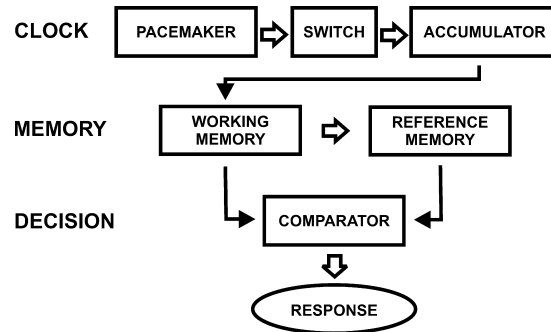 CLOCK
PACEMAKER
SWITCH
ACCUMULATOR
MEMORY
WORKING
MEMORY
REFERENCE
MEMORY
DECISION
COMPARATOR
RESPONSE